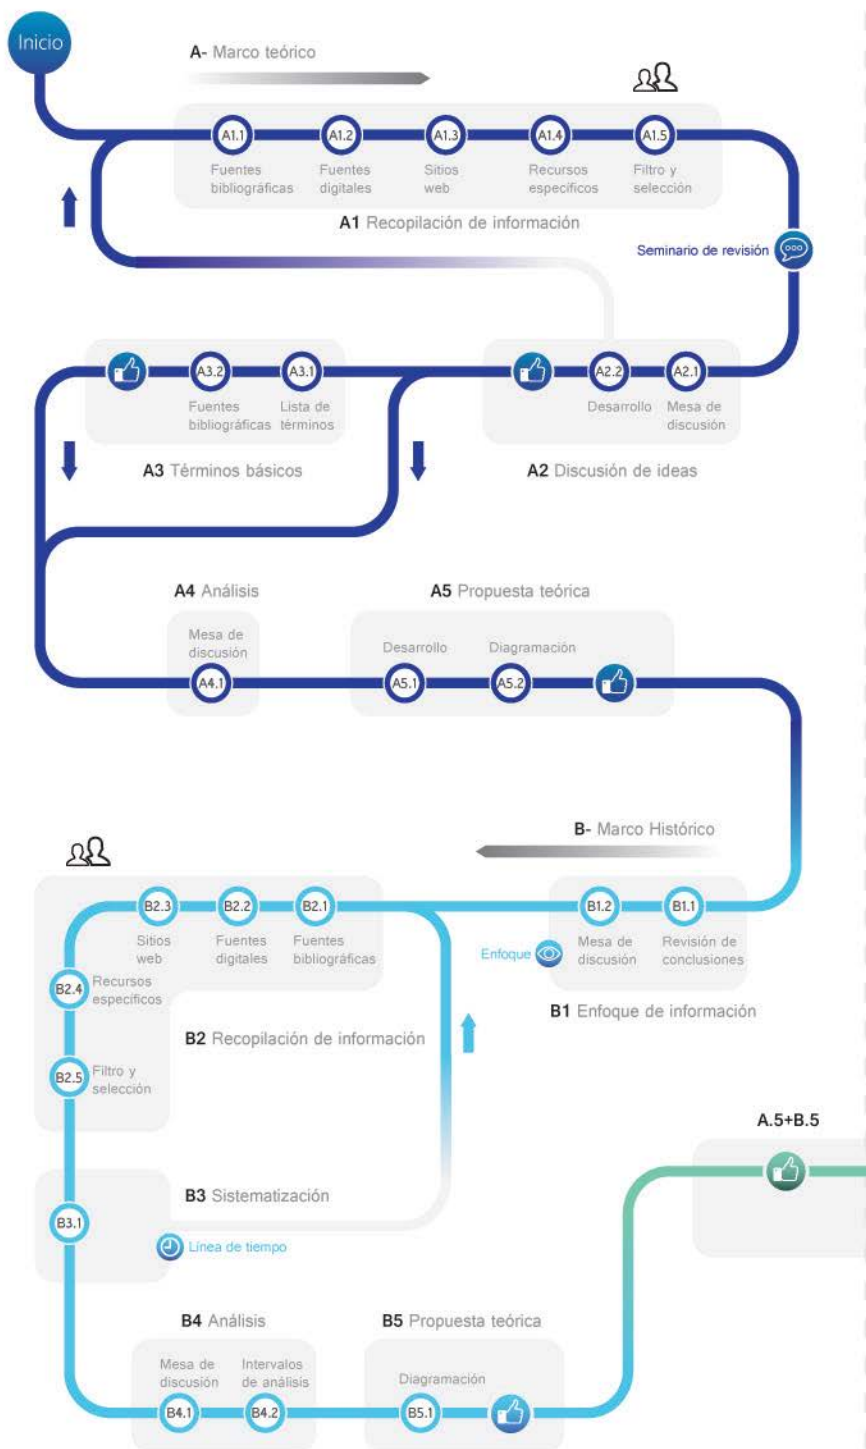 Inicio
A- Marco teórico
A1.1
A1.2
A1.3
A1.4
A1.5
Fuentes
bibliográficas
Fuentes
digitales
Sitios
web
Recursos
específicos
Filtro y
selección
A1 Recopilación de información
Seminario de revisión
A3.2
A3.1
A2.2
A2.1
Fuentes
bibliográficas
Lista de
términos
Desarrollo
Mesa de
discusión
A3 Términos básicos
A2 Discusión de ideas
A4 Análisis
A5 Propuesta teórica
Mesa de
discusión
Desarrollo
Diagramación
A4.1
A5.1
A5.2
B- Marco Histórico
B2.3
B2.2
B2.1
B1.2
B1.1
Sitios
web
Fuentes
digitales
Fuentes
bibliográficas
Enfoque
Mesa de
discusión
Revisión de
conclusiones
B2.4
Recursos
específicos
B1 Enfoque de información
B2 Recopilación de información
B2.5
Filtro y
selección
A.5+B.5
B3 Sistematización
B3.1
Línea de tiempo
B4 Análisis
B5 Propuesta teórica
Mesa de
discusión
Intervalos
de análisis
Diagramación
B4.1
B4.2
B5.1